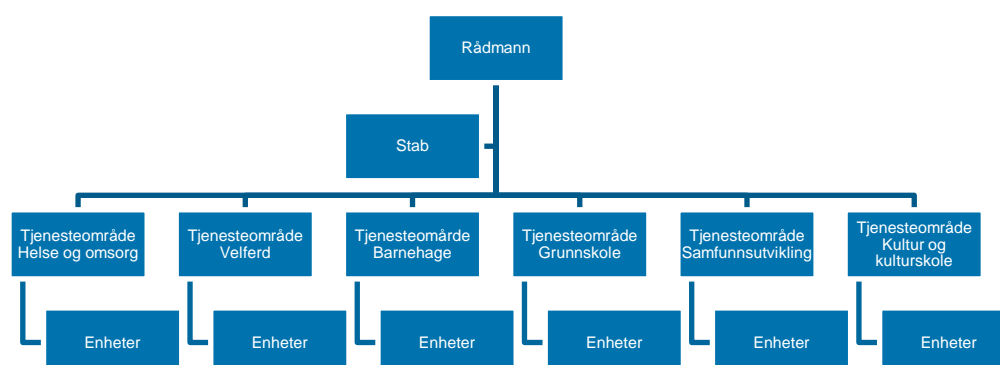 Rådmann
Stab
Tjenesteområde
Helse og omsorg
Tjenesteområde
Velferd
Tjenesteomårde
Barnehage
Tjenesteområde
Grunnskole
Tjenesteområde
Samfunnsutvikling
Tjenesteområde
Kultur og
kulturskole
Enheter
Enheter
Enheter
Enheter
Enheter
Enheter